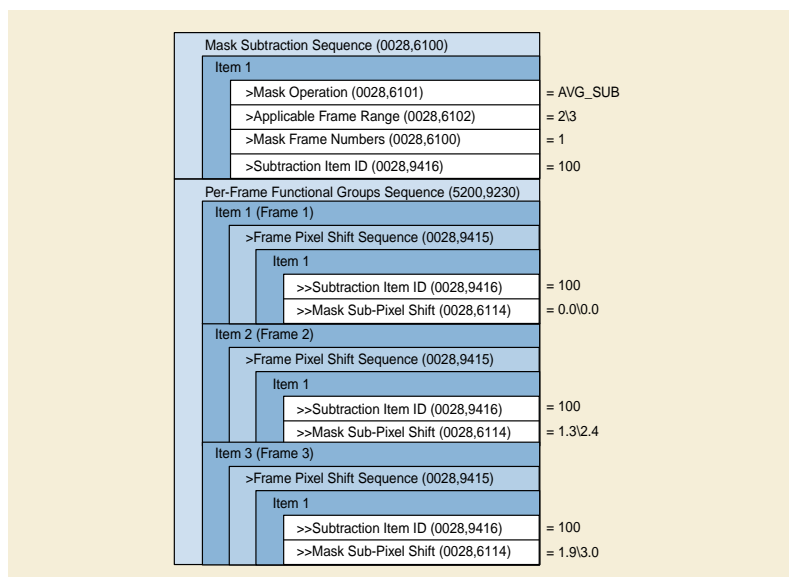 Mask Subtraction Sequence (0028,6100)
Item 1
>Mask Operation (0028,6101) = AVG_SUB
>Applicable Frame Range (0028,6102) = 2\3
>Mask Frame Numbers (0028,6100) = 1
>Subtraction Item ID (0028,9416) = 100
Per-Frame Functional Groups Sequence (5200,9230)
Item 1 (Frame 1)
>Frame Pixel Shift Sequence (0028,9415)
Item 1
>>Subtraction Item ID (0028,9416) = 100
>>Mask Sub-Pixel Shift (0028,6114) = 0.0\0.0
Item 2 (Frame 2)
>Frame Pixel Shift Sequence (0028,9415)
Item 1
>>Subtraction Item ID (0028,9416) = 100
>>Mask Sub-Pixel Shift (0028,6114) = 1.3\2.4
Item 3 (Frame 3)
>Frame Pixel Shift Sequence (0028,9415)
Item 1
>>Subtraction Item ID (0028,9416) = 100
>>Mask Sub-Pixel Shift (0028,6114) = 1.9\3.0